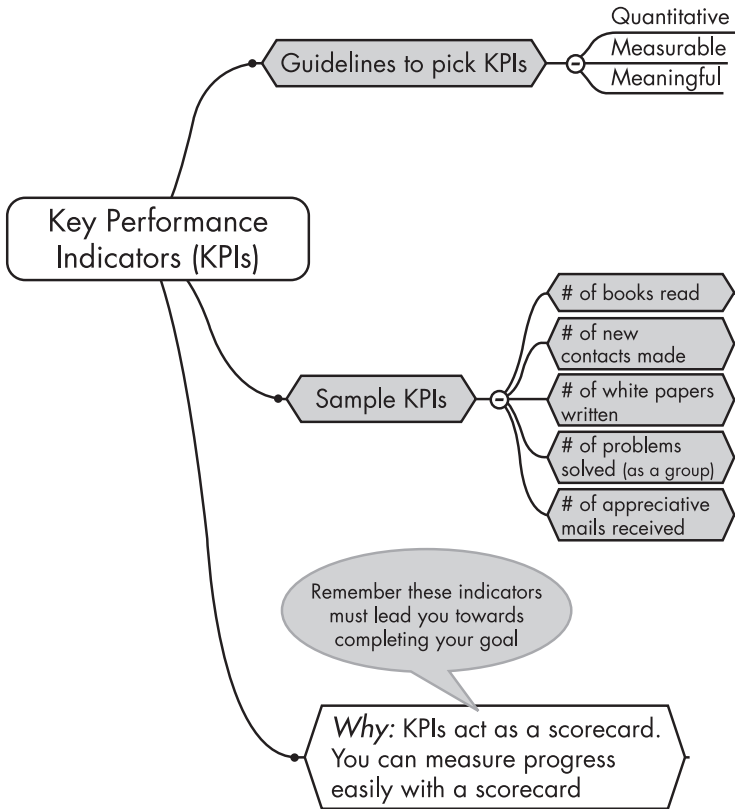 Quantitative
Guidelines to pick KPIs
Measurable
Meaningful
Key Performance
Indicators (KPIs)
# of books read
# of new
contacts made
Sample KPIs
# of white papers
written
# of problems
solved (as a group)
# of appreciative
mails received
Remember these indicators
must lead you towards
completing your goal
Why: KPIs act as a scorecard.
You can measure progress
easily with a scorecard